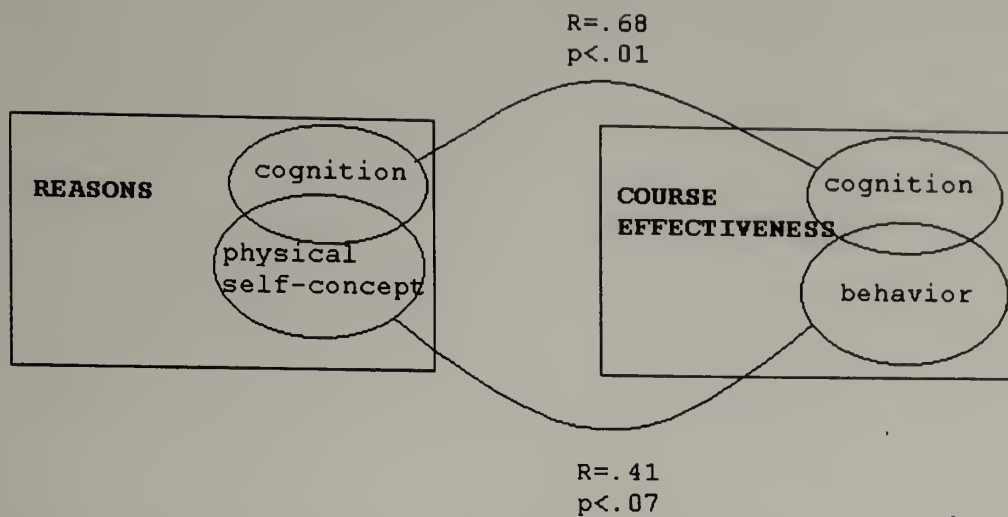 R=.68
p<.01
REASONS
cognition
physical
self-concept
COURSE
EFFECTIVENESS
cognition
behavior
R=.41
p<.07